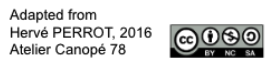 Adapted from
Hervé PERROT, 2016
Atelier Canopé 78
cc
BY NC SA